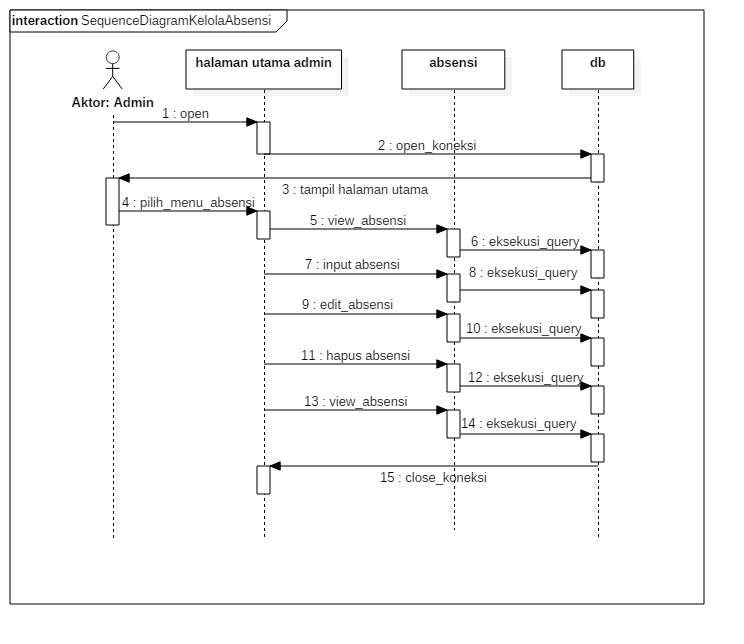 interaction SequenceDiagramKelolaAbsensi
halaman utama admin
absensi
db
Aktor: Admin
1 : open
2 : open_koneksi
3 : tampil halaman utama
4 : pilih_menu_absensi
5 : view_absensi
6 : eksekusi_query
7 : input absensi
8 : eksekusi_query
9 : edit_absensi
10 : eksekusi_query
11 : hapus absensi
12 : eksekusi_query
13 : view_absensi
14 : eksekusi_query
15 : close_koneksi